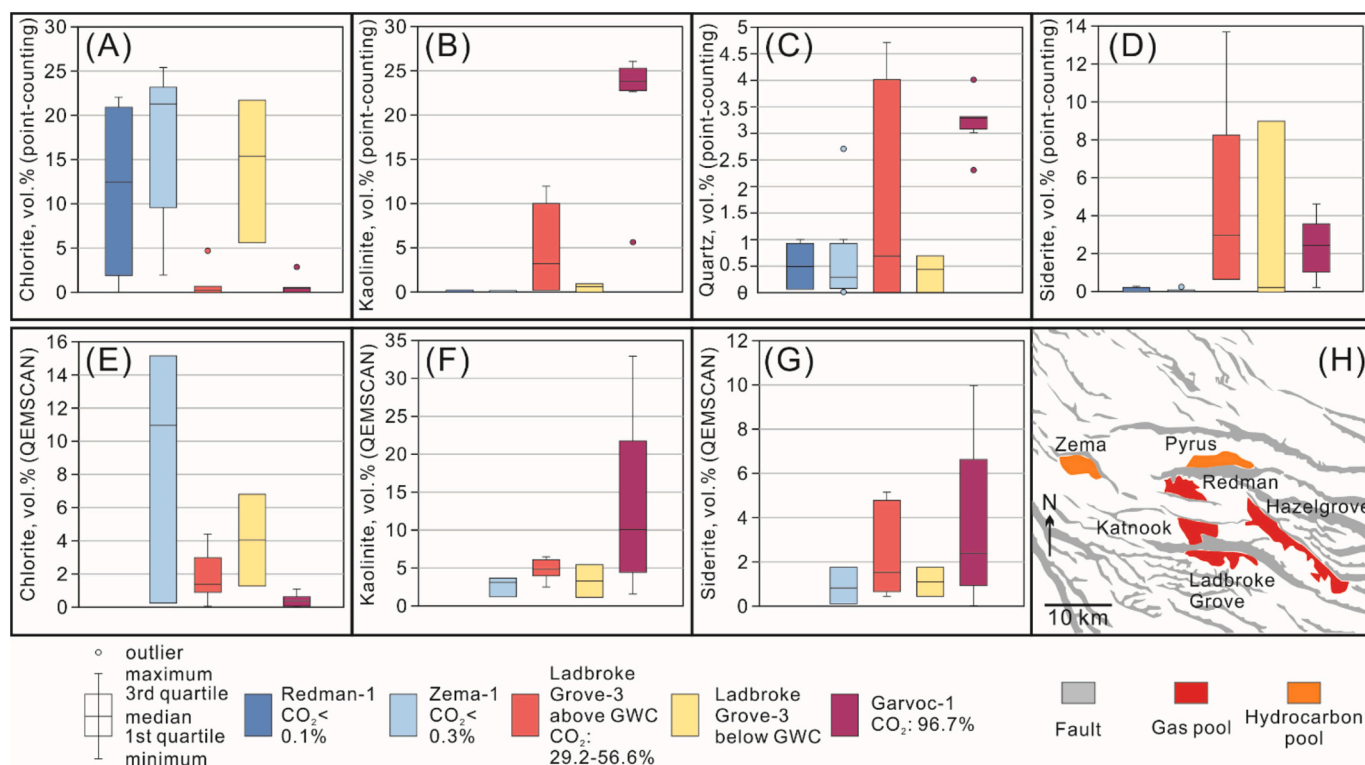 (A)
Chlorite, vol.% (point-counting)
30
25
20
15
10
5
0
(B)
Kaolinite, vol.% (point-counting)
30
25
20
15
10
5
0
(C)
Quartz, vol.% (point-counting)
5
4.5
4
3.5
3
2.5
2
1.5
1
0.5
0
(D)
Siderite, vol.% (point-counting)
14
12
10
8
6
4
2
0
(E)
Chlorite, vol.% (QEMSCAN)
16
14
12
10
8
6
4
2
0
(F)
Kaolinite, vol.% (QEMSCAN)
35
30
25
20
15
10
5
0
(G)
Siderite, vol.% (QEMSCAN)
12
10
8
6
4
2
0
(H)
Zema
Pyrus
Redman
Hazelgrove
N
Katnook
Ladbroke
Grove
10 km
outlier
maximum
3rd quartile
median
1st quartile
minimum
Redman-1
CO₂<
0.1%
Zema-1
CO₂<
0.3%
Ladbroke
Grove-3
above GWC
CO₂:
29.2-56.6%
Ladbroke
Grove-3
below GWC
Garvoc-1
CO₂: 96.7%
Fault
Gas pool
Hydrocarbon
pool